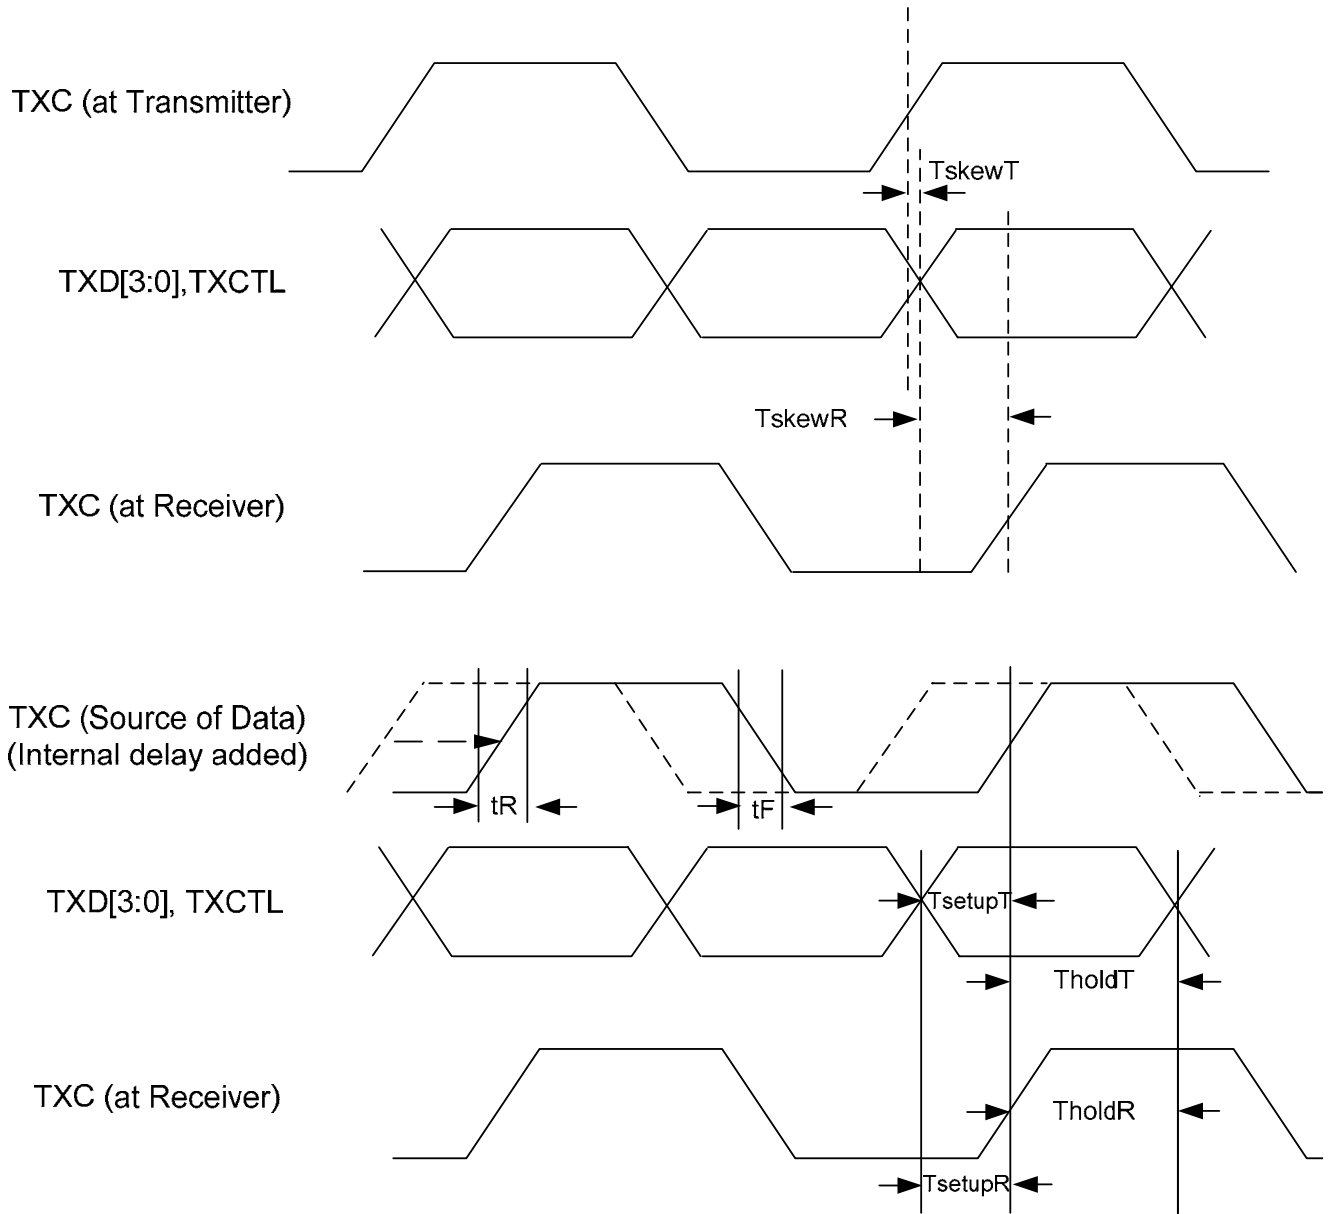 TXC (at Transmitter)
TskewT
TXD[3:0],TXCTL
TskewR
TXC (at Receiver)
TXC (Source of Data)
(Internal delay added)
tR
tF
TXD[3:0], TXCTL
TsetupT
TholdT
TXC (at Receiver)
TholdR
TsetupR